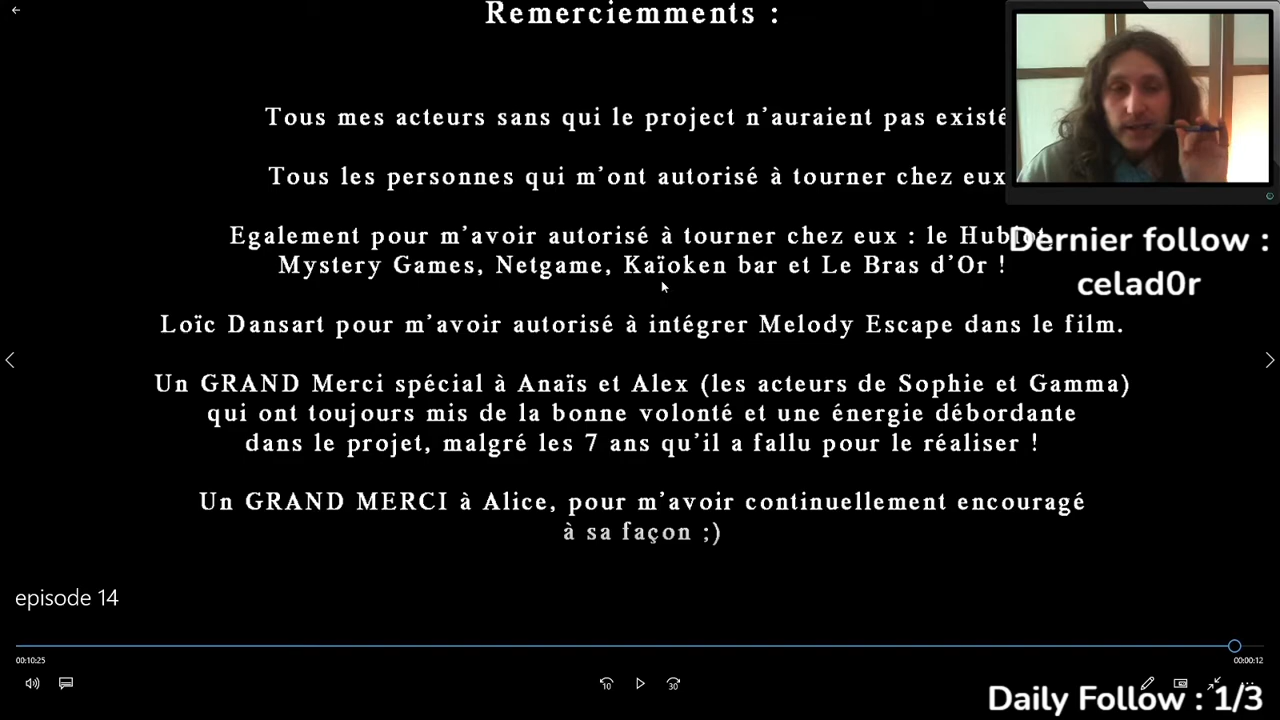 Remerciemments :
Tous mes acteurs sans qui le project n'auraient pas existé
Tous les personnes qui m'ont autorisé à tourner chez eux
Egalement pour m'avoir autorisé à tourner chez eux : le Hublot
Mystery Games, Netgame, Kaïoken bar et Le Bras d'Or !
Dernier follow :
celad0r
Loïc Dansart pour m'avoir autorisé à intégrer Melody Escape dans le film.
Un GRAND Merci spécial à Anaïs et Alex (les acteurs de Sophie et Gamma)
qui ont toujours mis de la bonne volonté et une énergie débordante
dans le projet, malgré les 7 ans qu'il a fallu pour le réaliser !
Un GRAND MERCI à Alice, pour m'avoir continuellement encouragé
à sa façon ;)
episode 14
00:10:25
00:00:12
10
30
Daily Follow : 1/3